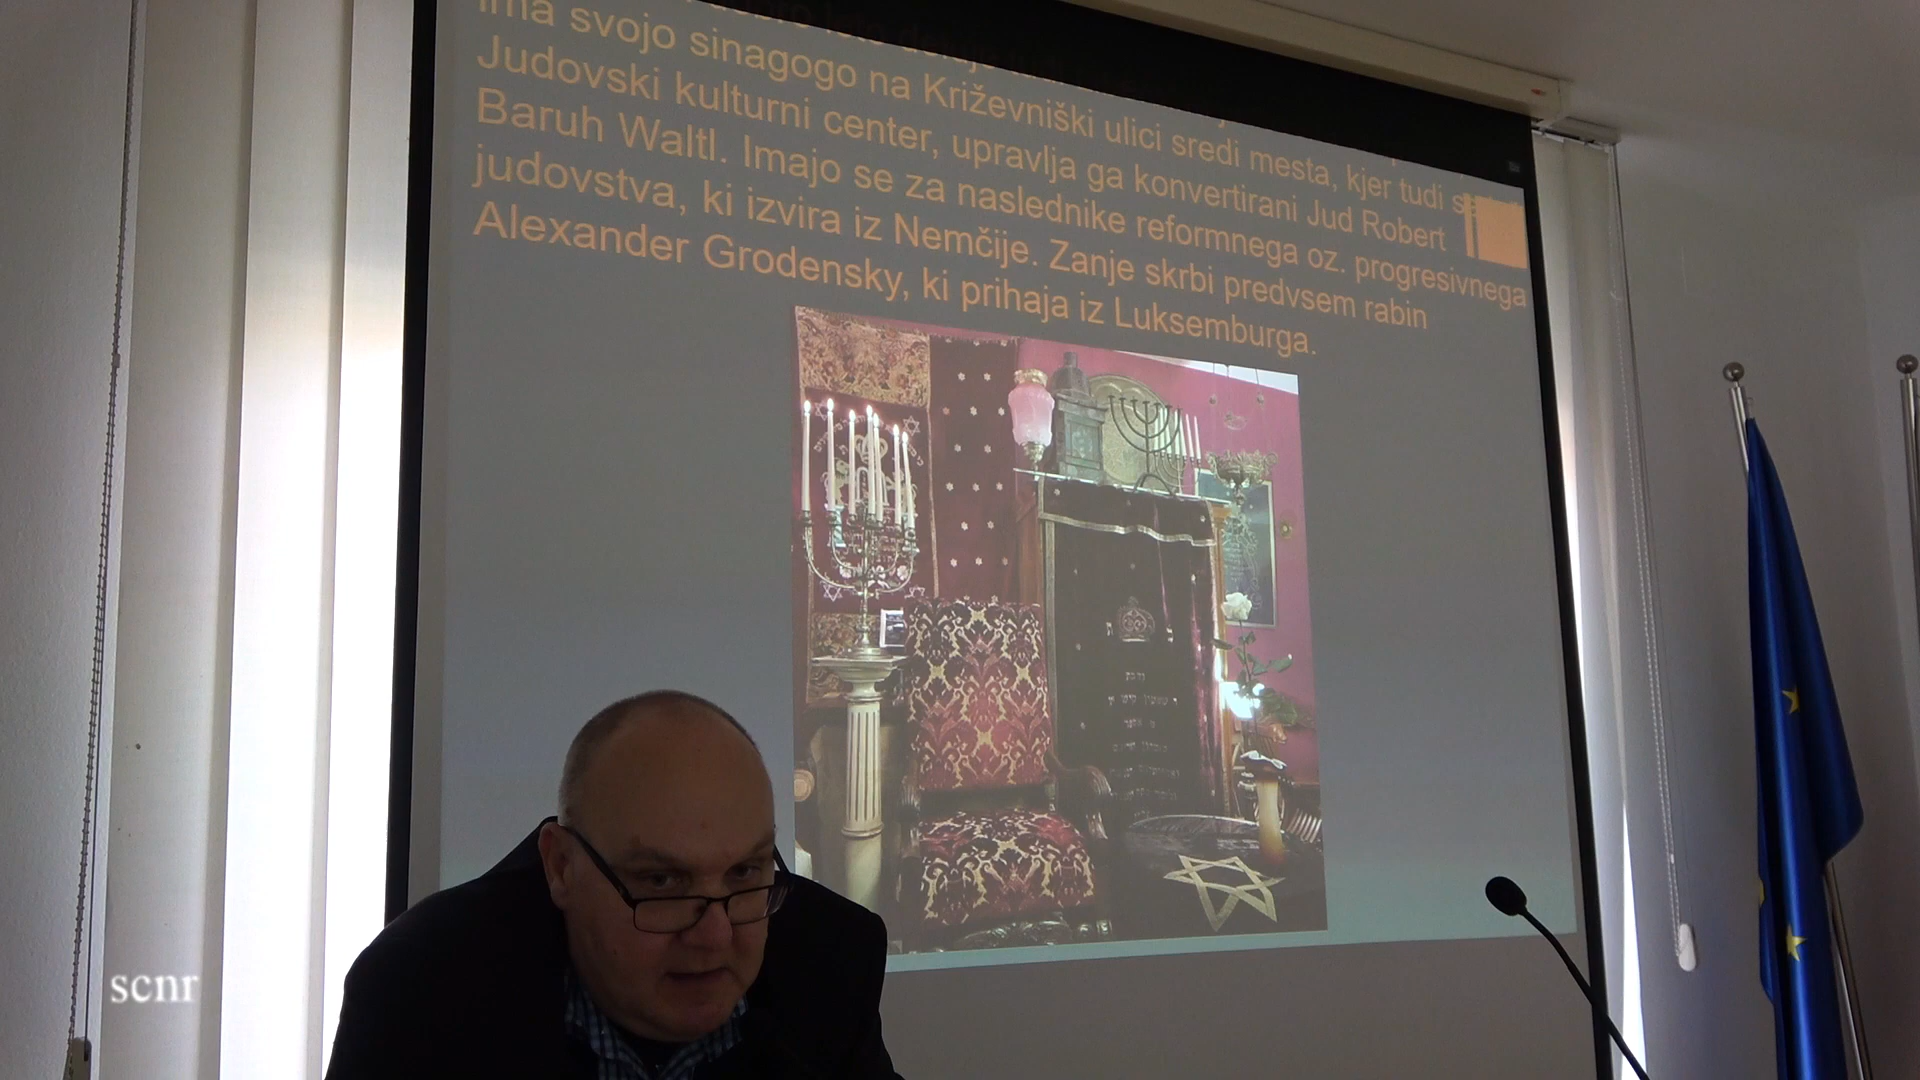 ima svojo sinagogo na Križevniški ulici sredi mesta, kjer tudi
Judovski kulturni center, upravlja ga konvertirani Jud Robert
Baruh Waltl. Imajo se za naslednike reformnega oz. progresivnega
judovstva, ki izvira iz Nemčije. Zanje skrbi predvsem rabin
Alexander Grodensky, ki prihaja iz Luksemburga.
scnr